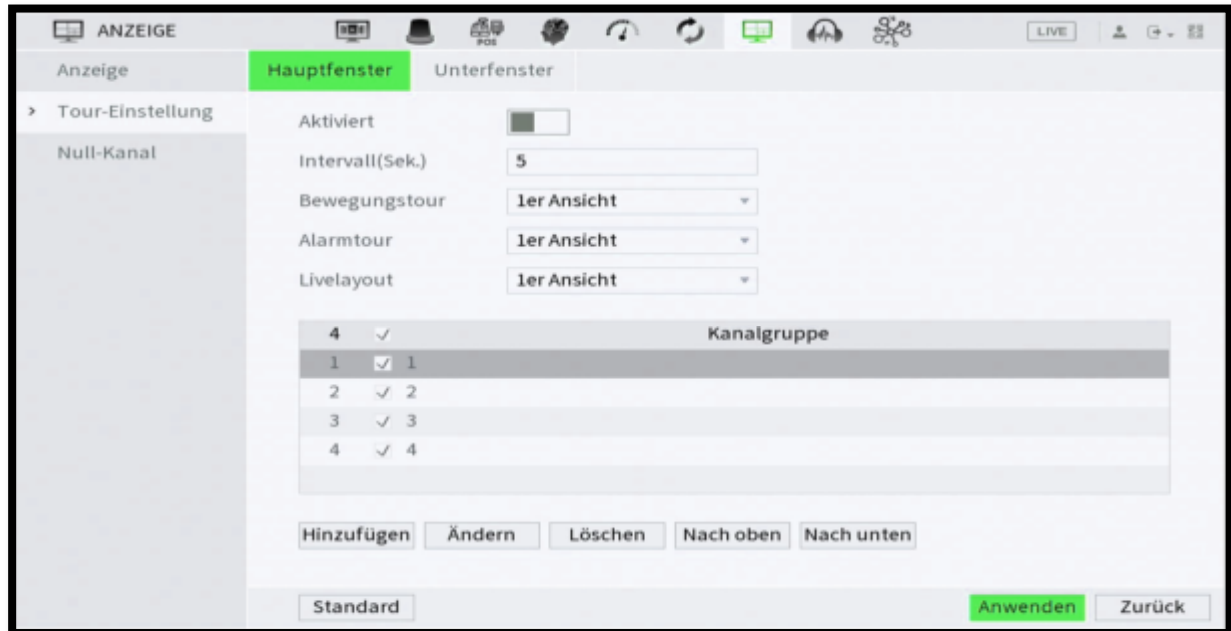 ANZEIGE
POS
LIVE
Anzeige
Tour-Einstellung
Null-Kanal
Hauptfenster
Unterfenster
Aktiviert
Intervall(Sek.) 5
Bewegungstour 1er Ansicht
Alarmtour 1er Ansicht
Livelayout 1er Ansicht
4 Kanalgruppe
1 1
2 2
3 3
4 4
Hinzufügen Ändern Löschen Nach oben Nach unten
Standard Anwenden Zurück